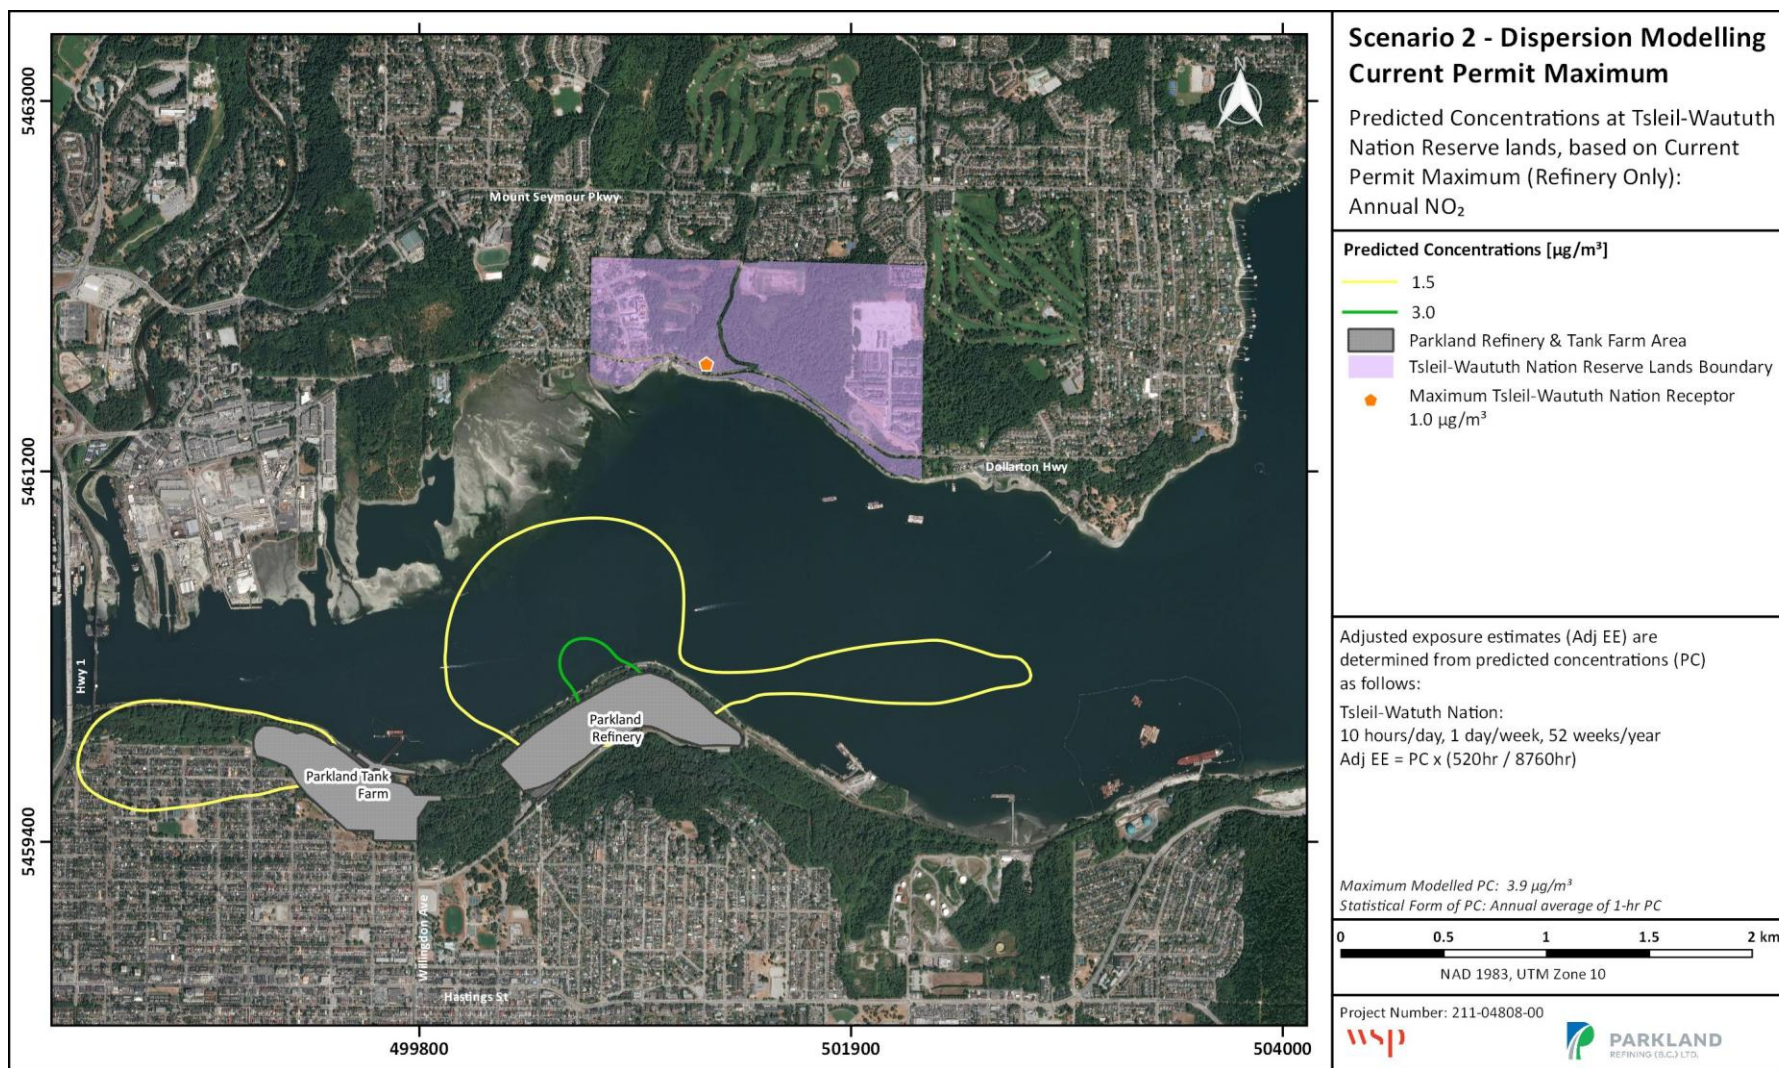 Scenario 2 - Dispersion Modelling
Current Permit Maximum
Predicted Concentrations at Tsleil-Waututh
Nation Reserve lands, based on Current
Permit Maximum (Refinery Only):
Annual NO₂
Predicted Concentrations [µg/m³]
1.5
3.0
Parkland Refinery & Tank Farm Area
Tsleil-Waututh Nation Reserve Lands Boundary
Maximum Tsleil-Waututh Nation Receptor
1.0 µg/m³
Adjusted exposure estimates (Adj EE) are
determined from predicted concentrations (PC)
as follows:
Tsleil-Watuth Nation:
10 hours/day, 1 day/week, 52 weeks/year
Adj EE = PC x (520hr / 8760hr)
Maximum Modelled PC: 3.9 µg/m³
Statistical Form of PC: Annual average of 1-hr PC
0 0.5 1 1.5 2 km
NAD 1983, UTM Zone 10
Project Number: 211-04808-00
wsp
PARKLAND
REFINING (B.C.) LTD.
N
5463000
5461200
5459400
499800
501900
504000
Mount Seymour Pkwy
Dollarton Hwy
Hwy 1
Parkland
Refinery
Parkland Tank
Farm
Willingdon Ave
Hastings St